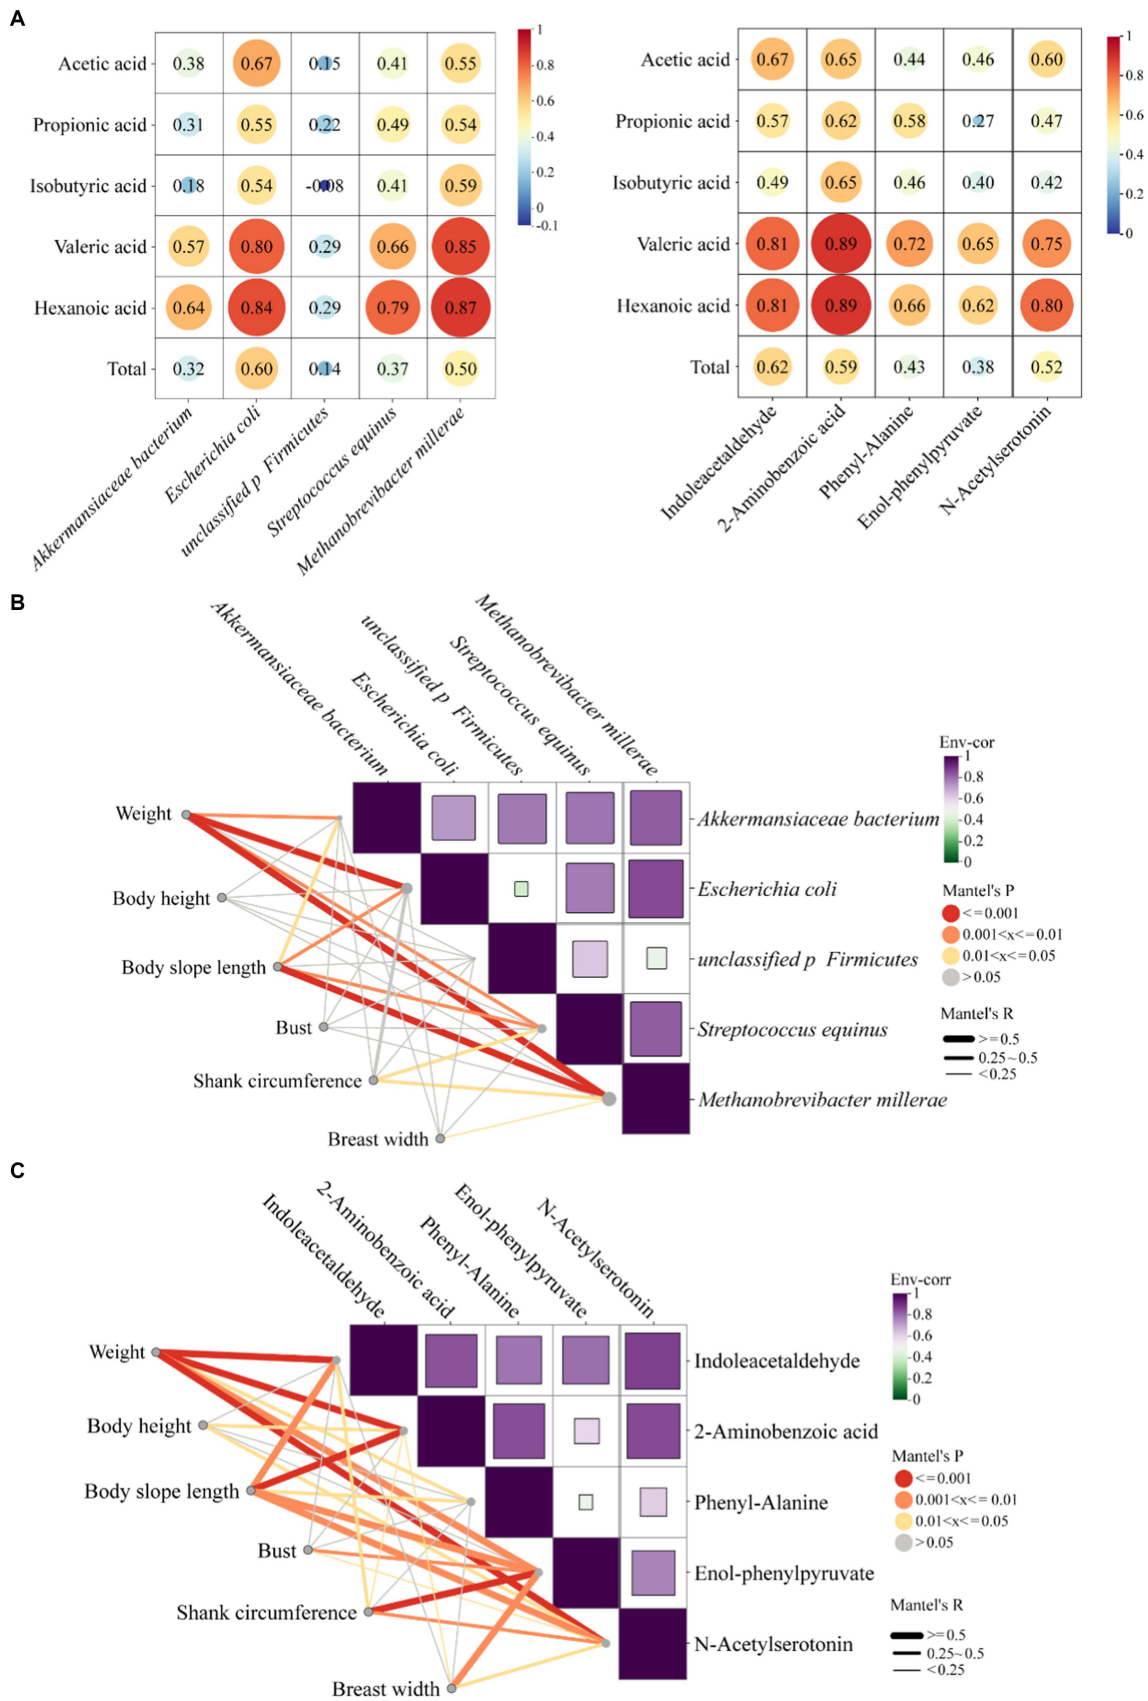 A
Acetic acid 0.38 0.67 0.15 0.41 0.55
Propionic acid 0.31 0.55 0.22 0.49 0.54
Isobutyric acid 0.18 0.54 -0.08 0.41 0.59
Valeric acid 0.57 0.80 0.29 0.66 0.85
Hexanoic acid 0.64 0.84 0.29 0.79 0.87
Total 0.32 0.60 0.14 0.37 0.50
Akkermansiaceae bacterium
Escherichia coli
unclassified p Firmicutes
Streptococcus equinus
Methanobrevibacter millerae
1
0.8
0.6
0.4
0.2
0
-0.1
Acetic acid 0.67 0.65 0.44 0.46 0.60
Propionic acid 0.57 0.62 0.58 0.27 0.47
Isobutyric acid 0.49 0.65 0.46 0.40 0.42
Valeric acid 0.81 0.89 0.72 0.65 0.75
Hexanoic acid 0.81 0.89 0.66 0.62 0.80
Total 0.62 0.59 0.43 0.38 0.52
Indoleacetaldehyde
2-Aminobenzoic acid
Phenyl-Alanine
Enol-phenylpyruvate
N-Acetylserotonin
1
0.8
0.6
0.4
0.2
0
B
Akkermansiaceae bacterium
Escherichia coli
unclassified p Firmicutes
Streptococcus equinus
Methanobrevibacter millerae
Weight
Body height
Body slope length
Bust
Shank circumference
Breast width
Akkermansiaceae bacterium
Escherichia coli
unclassified p Firmicutes
Streptococcus equinus
Methanobrevibacter millerae
Env-cor
1
0.8
0.6
0.4
0.2
0
Mantel's P
<=0.001
0.001<x<=0.01
0.01<x<=0.05
>0.05
Mantel's R
>=0.5
0.25~0.5
<0.25
C
Indoleacetaldehyde
2-Aminobenzoic acid
Phenyl-Alanine
Enol-phenylpyruvate
N-Acetylserotonin
Weight
Body height
Body slope length
Bust
Shank circumference
Breast width
Indoleacetaldehyde
2-Aminobenzoic acid
Phenyl-Alanine
Enol-phenylpyruvate
N-Acetylserotonin
Env-corr
1
0.8
0.6
0.4
0.2
0
Mantel's P
<=0.001
0.001<x<=0.01
0.01<x<=0.05
>0.05
Mantel's R
>=0.5
0.25~0.5
<0.25